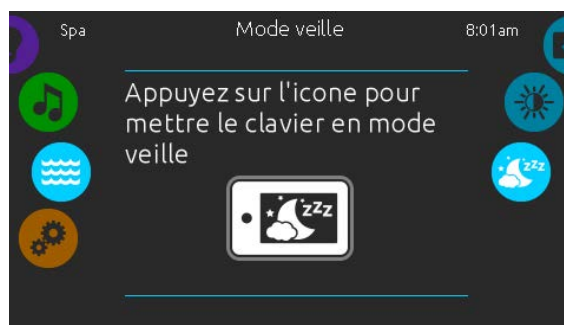 Spa
Mode veille
8:01am
Appuyez sur l'icone pour
mettre le clavier en mode
veille
zzz
zzz